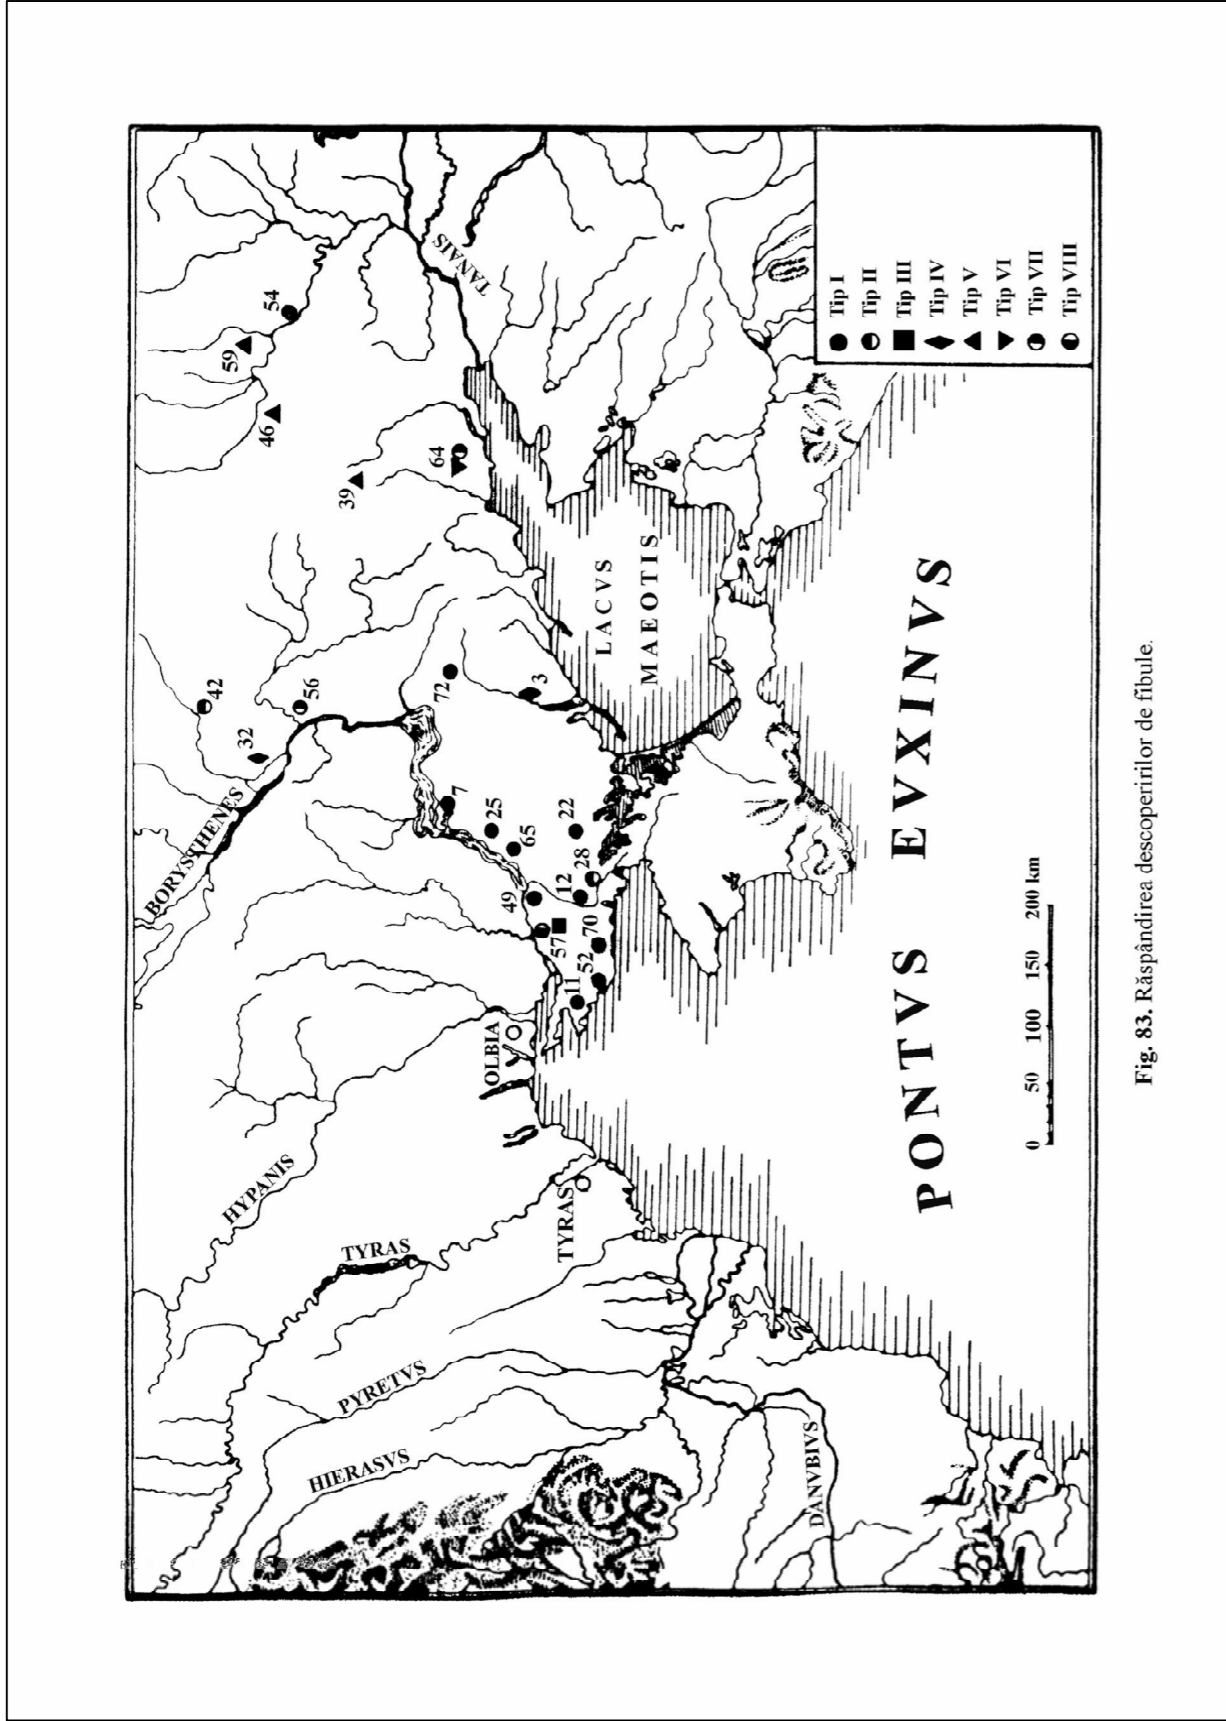 BORYSTHENES
42
32
56
46
59
54
39
64
TANAIS
72
3
7
25
65
22
28
12
49
57
70
52
11
OLBIA
HYPANIS
TYRAS
TYRAS
PYRETVS
HIERASVS
DANVBIVS
LACVS
MAEOTIS
PONTVS EVXINVS
0 50 100 150 200 km
Tip I
Tip II
Tip III
Tip IV
Tip V
Tip VI
Tip VII
Tip VIII
Fig. 83. Răspândirea descoperirilor de fibule.